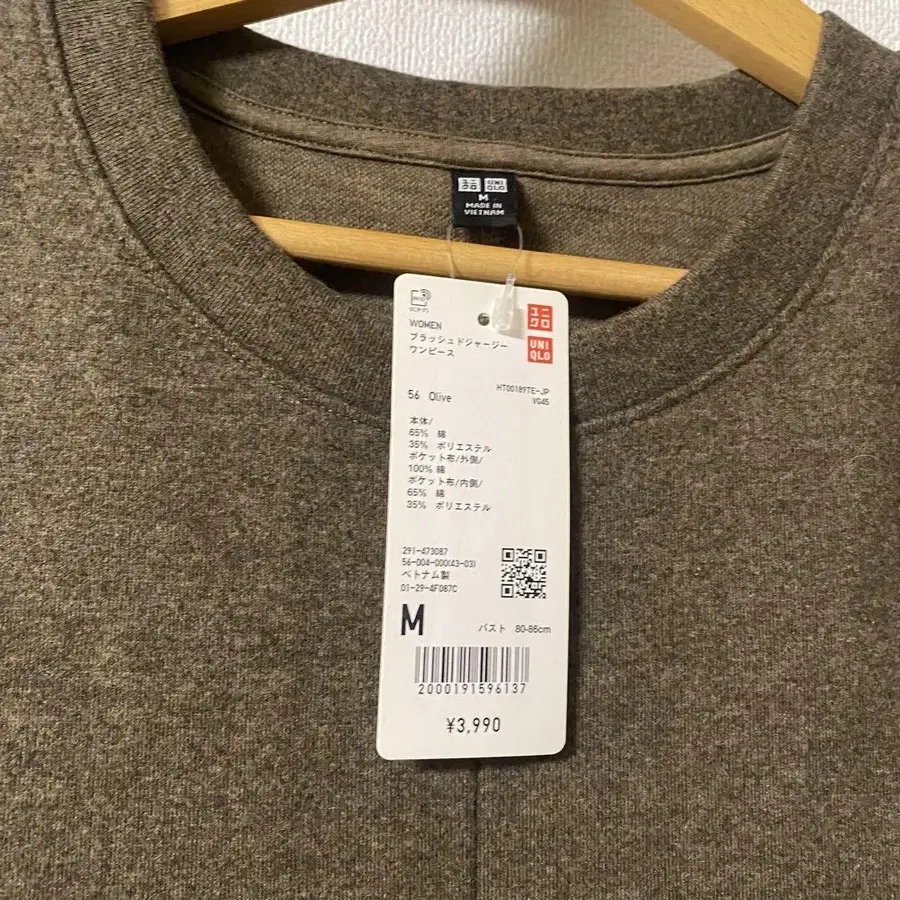 ユニ
クロ
UNI
QLO
M
MADE IN
VIETNAM
WOMEN
ブラッシュドジャージー
ワンピース
ユニ
クロ
UNI
QLO
56 Olive
HT00189TE-JP
VG45
本体/
65% 綿
35% ポリエステル
ポケット布/外側/
100% 綿
ポケット布/内側/
65% 綿
35% ポリエステル
291-473087
56-004-000(43-03)
ベトナム製
01-29-4F087C
M
バスト 80-86cm
2000191596137
¥3,990